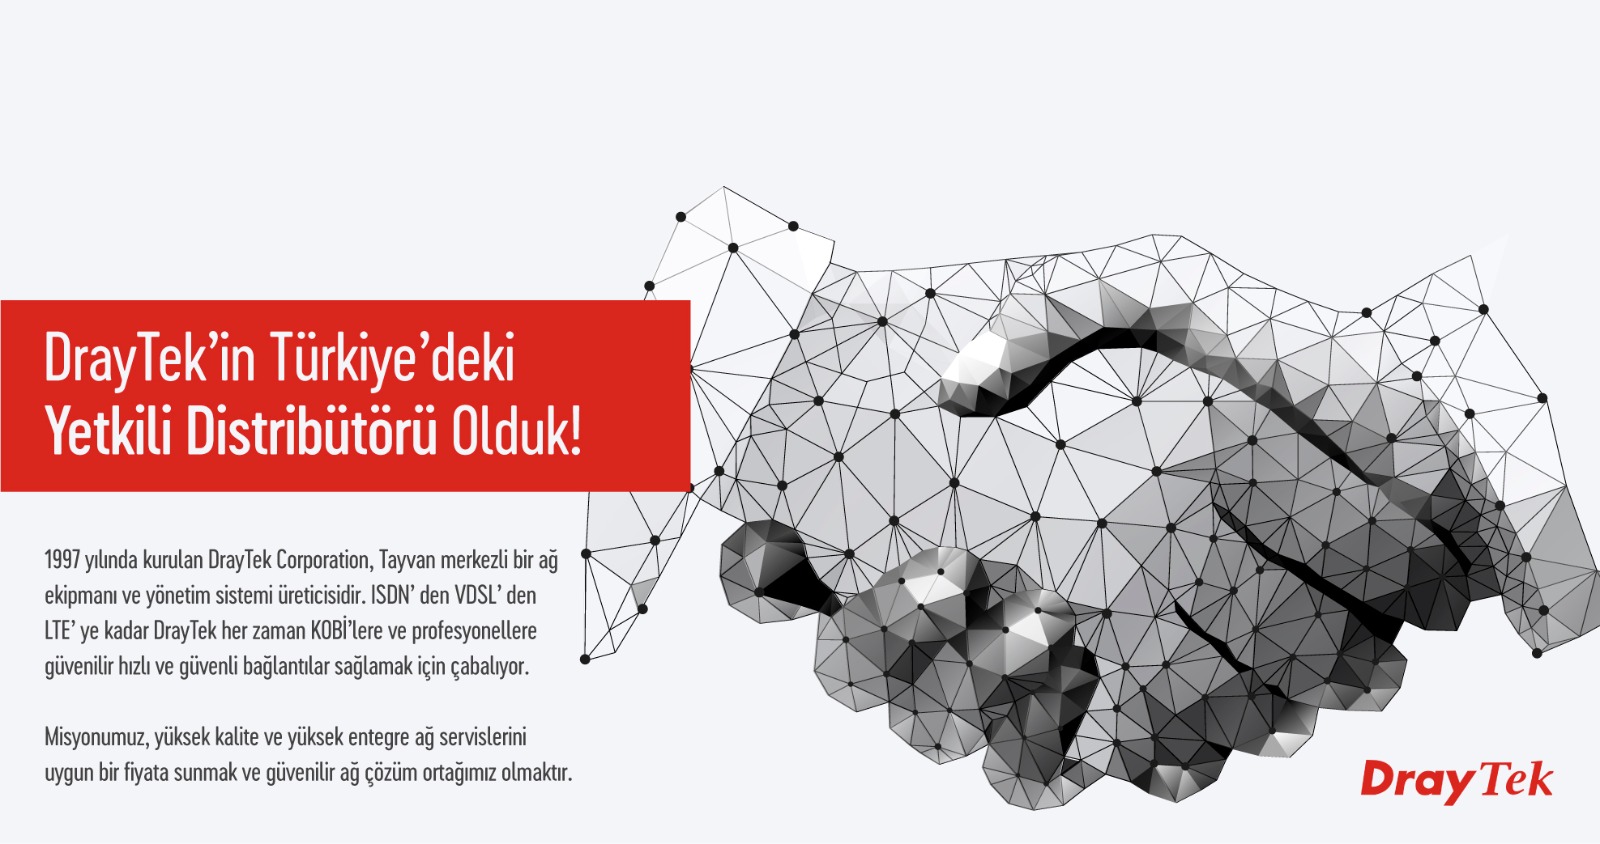 DrayTek’in Türkiye’deki
Yetkili Distribütörü Olduk!
1997 yılında kurulan DrayTek Corporation, Tayvan merkezli bir ağ
ekipmanı ve yönetim sistemi üreticisidir. ISDN’ den VDSL’ den
LTE’ ye kadar DrayTek her zaman KOBİ’lere ve profesyonellere
güvenilir hızlı ve güvenli bağlantılar sağlamak için çabalıyor.
Misyonumuz, yüksek kalite ve yüksek entegre ağ servislerini
uygun bir fiyata sunmak ve güvenilir ağ çözüm ortağımız olmaktır.
DrayTek